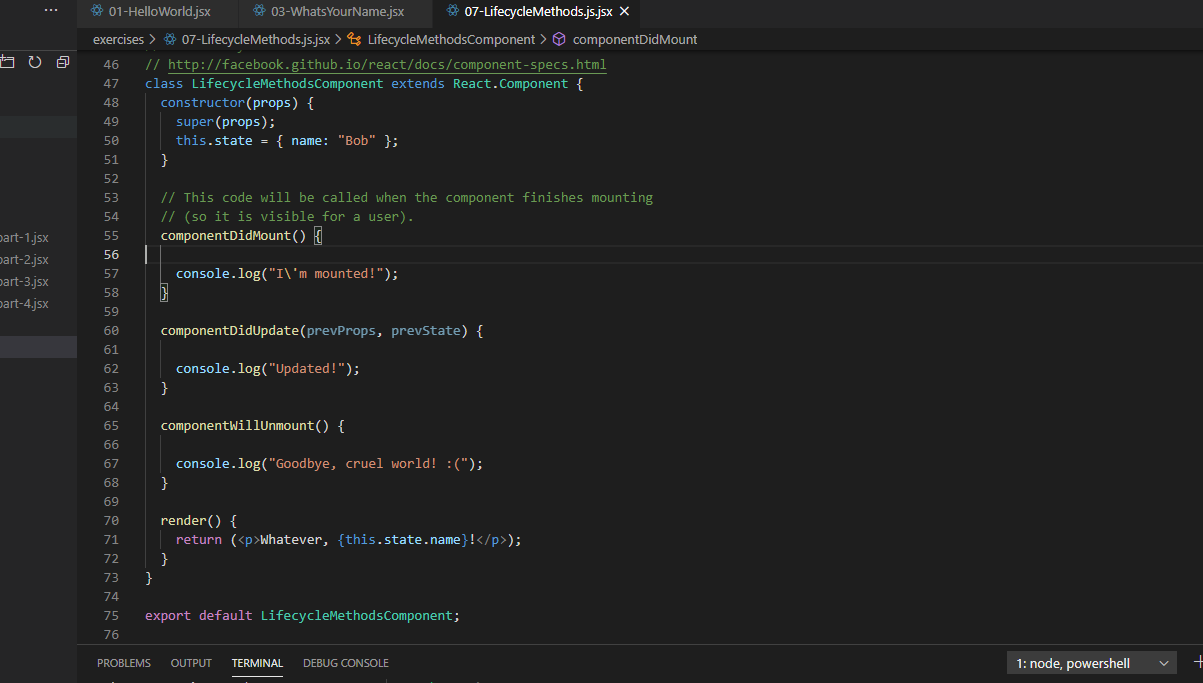 ···
01-HelloWorld.jsx
03-WhatsYourName.jsx
07-LifecycleMethods.js.jsx
exercises > 07-LifecycleMethods.js.jsx > LifecycleMethodsComponent > componentDidMount
part-1.jsx
part-2.jsx
part-3.jsx
part-4.jsx
46 // http://facebook.github.io/react/docs/component-specs.html
47 class LifecycleMethodsComponent extends React.Component {
48   constructor(props) {
49     super(props);
50     this.state = { name: "Bob" };
51   }
52
53   // This code will be called when the component finishes mounting
54   // (so it is visible for a user).
55   componentDidMount() {
56
57     console.log("I\'m mounted!");
58   }
59
60   componentDidUpdate(prevProps, prevState) {
61
62     console.log("Updated!");
63   }
64
65   componentWillUnmount() {
66
67     console.log("Goodbye, cruel world! :(");
68   }
69
70   render() {
71     return (<p>Whatever, {this.state.name}!</p>);
72   }
73 }
74
75 export default LifecycleMethodsComponent;
76
PROBLEMS OUTPUT TERMINAL DEBUG CONSOLE
1: node, powershell